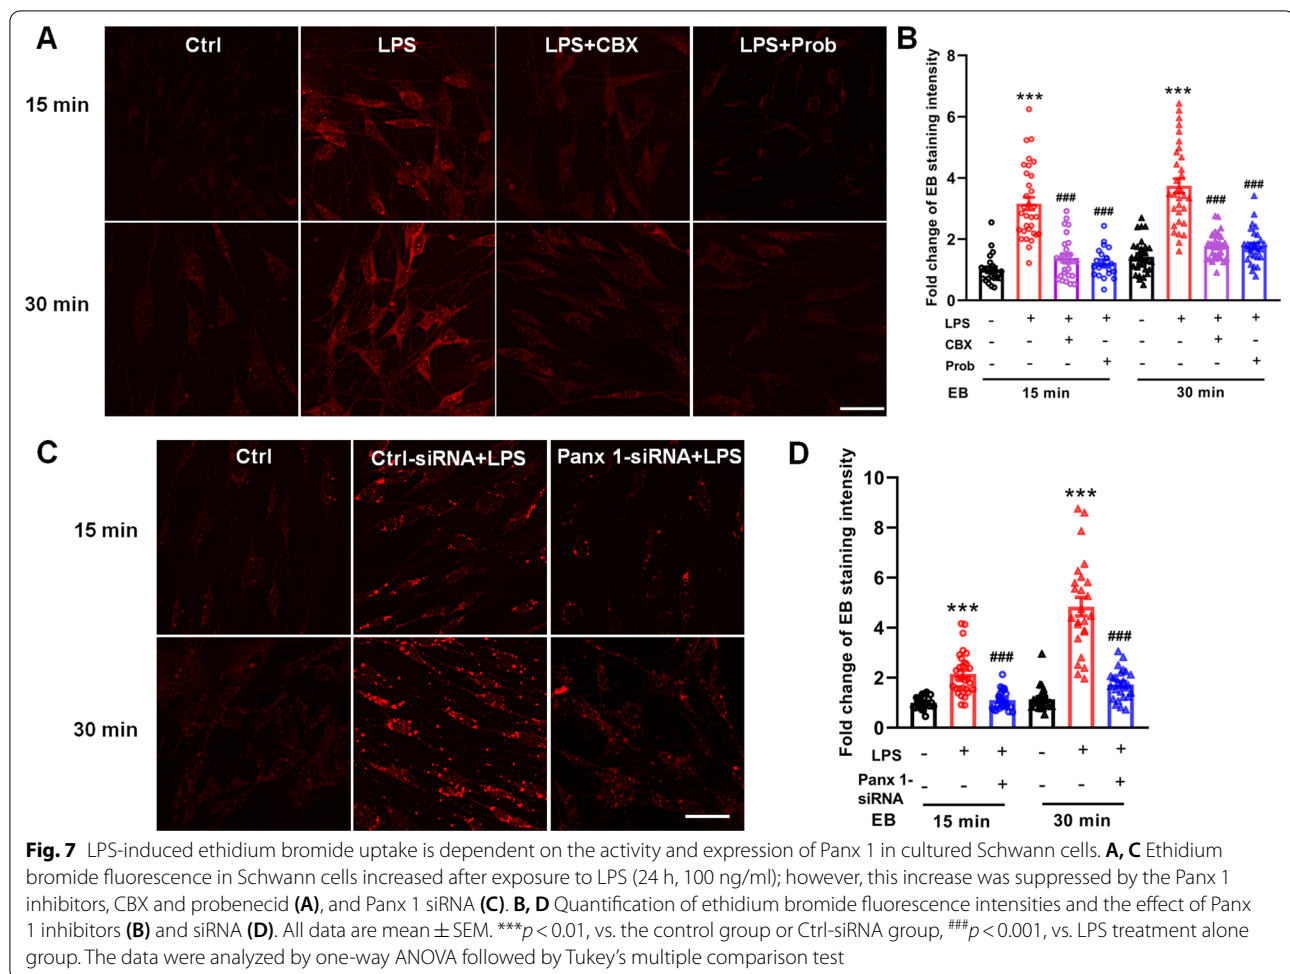 A
Ctrl
LPS
LPS+CBX
LPS+Prob
15 min
30 min
B
Fold change of EB staining intensity
8
6
4
2
0
***
###
###
***
###
###
LPS - + + + - + + +
CBX - - + - - - + -
Prob - - - + - - - +
EB 15 min 30 min
C
Ctrl
Ctrl-siRNA+LPS
Panx 1-siRNA+LPS
15 min
30 min
D
Fold change of EB staining intensity
10
8
6
4
2
0
***
###
***
###
LPS - + + - + +
Panx 1- - - + - - +
siRNA
EB 15 min 30 min
Fig. 7 LPS-induced ethidium bromide uptake is dependent on the activity and expression of Panx 1 in cultured Schwann cells. A, C Ethidium
bromide fluorescence in Schwann cells increased after exposure to LPS (24 h, 100 ng/ml); however, this increase was suppressed by the Panx 1
inhibitors, CBX and probenecid (A), and Panx 1 siRNA (C). B, D Quantification of ethidium bromide fluorescence intensities and the effect of Panx
1 inhibitors (B) and siRNA (D). All data are mean ± SEM. ***p < 0.01, vs. the control group or Ctrl-siRNA group, ###p < 0.001, vs. LPS treatment alone
group. The data were analyzed by one-way ANOVA followed by Tukey's multiple comparison test